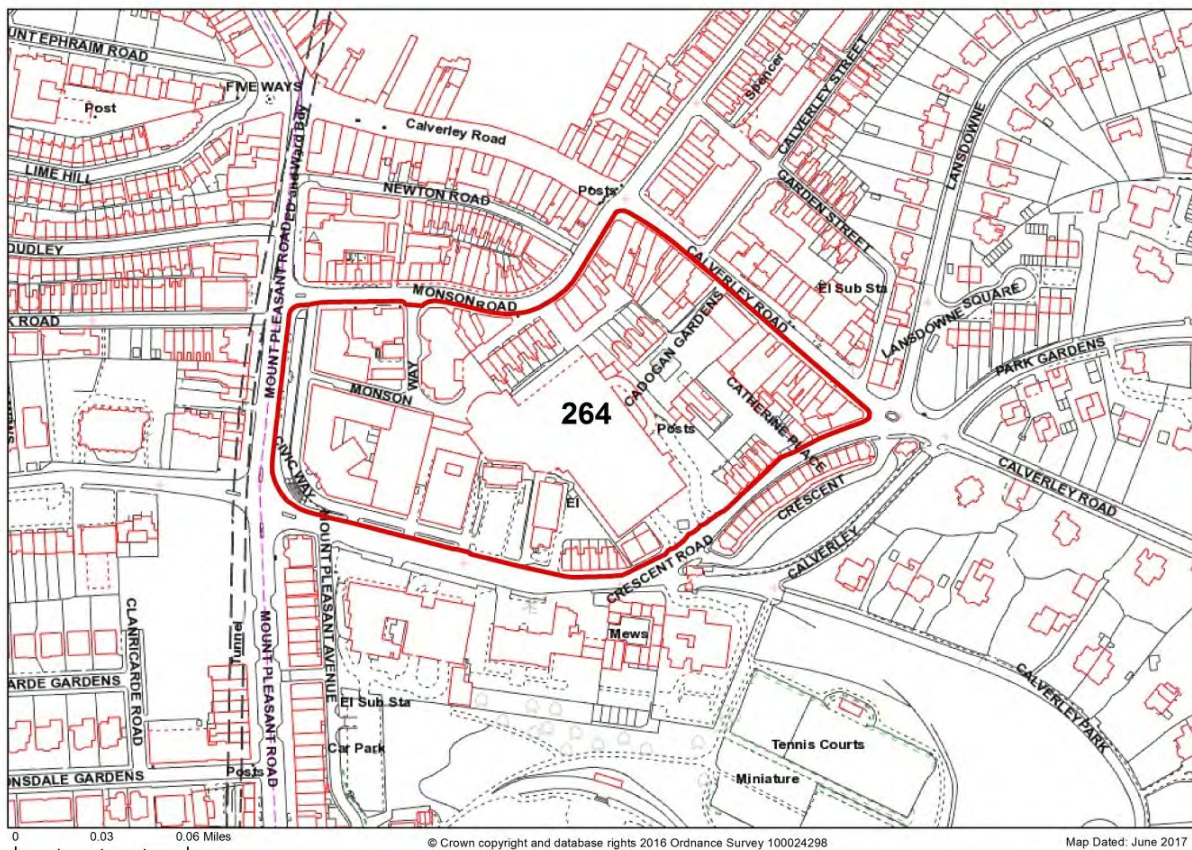 UNT EPHRAIM ROAD
FIVE WAYS
Post
LIME HILL
DUDLEY
K ROAD
Calverley Road
NEWTON ROAD
Posts
MONSON ROAD
Spencer
CALVERLEY STREET
GARDEN STREET
LANSDOWNE
El Sub Sta
LANSDOWNE SQUARE
PARK GARDENS
MOUNT PLEASANT ROAD
ED and Ward Bdy
CALVERLEY ROAD
CADOGAN GARDENS
CATHERINE PLACE
MONSON
WAY
264
Posts
CIVIC WAY
El
CRESCENT
CRESCENT ROAD
CALVERLEY
CALVERLEY ROAD
MOUNT PLEASANT AVENUE
MOUNT PLEASANT ROAD
Tunnel
CLANRICARDE ROAD
ARDE GARDENS
ONSDALE GARDENS
Posts
Mews
El Sub Sta
Car Park
Tennis Courts
Miniature
CALVERLEY PARK
0 0.03 0.06 Miles
© Crown copyright and database rights 2016 Ordnance Survey 100024298
Map Dated: June 2017